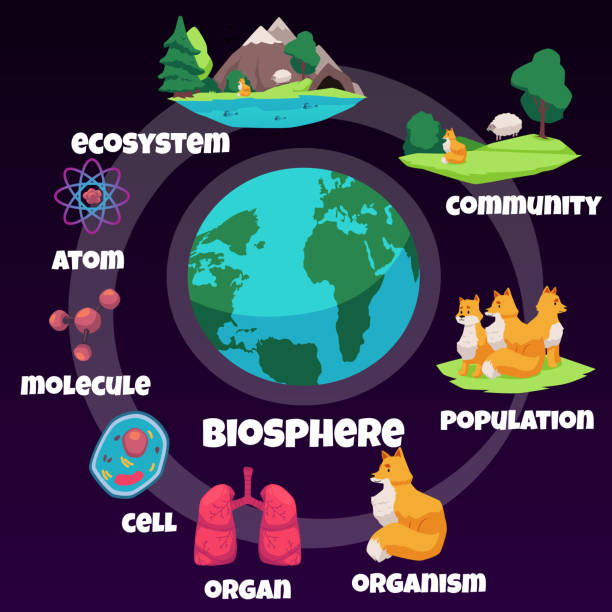 ECOSYSTEM
COMMUNITY
ATOM
MOLECULE
POPULATION
BIOSPHERE
CELL
ORGAN
ORGANISM